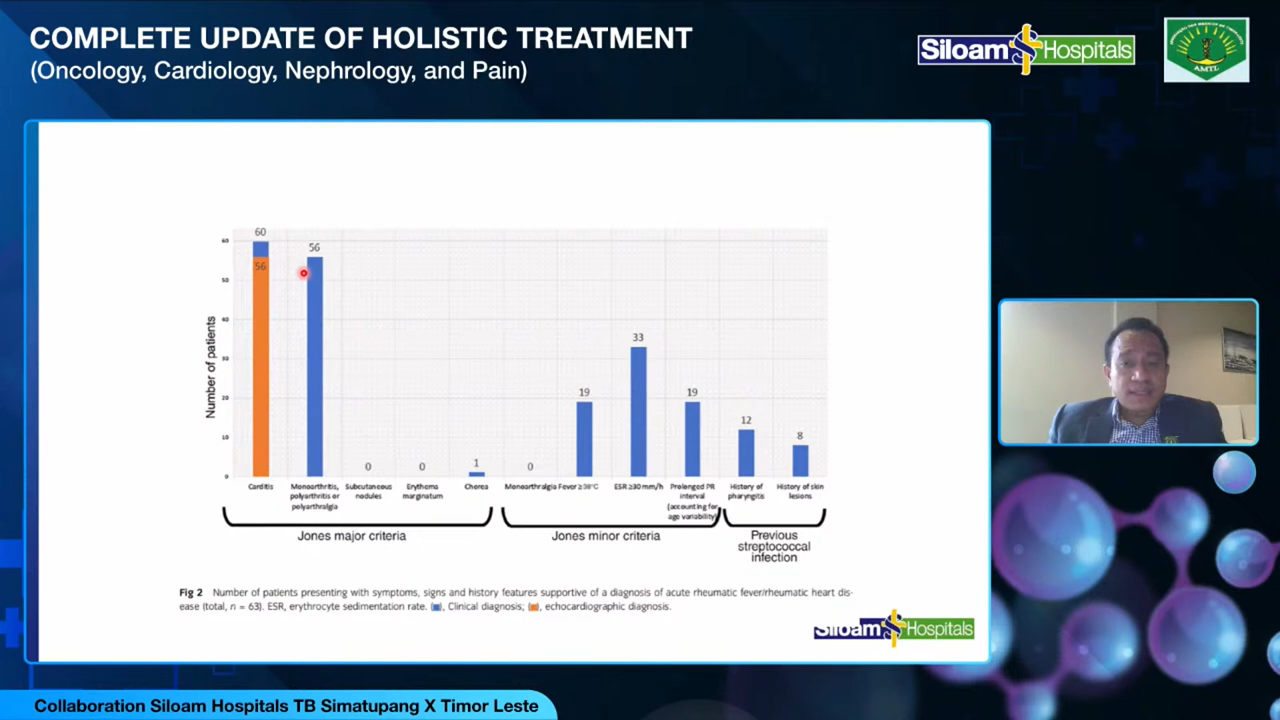 COMPLETE UPDATE OF HOLISTIC TREATMENT
(Oncology, Cardiology, Nephrology, and Pain)
Siloam Hospitals
AMTL
Number of patients
60
50
40
30
20
10
0
60
56
56
0
0
1
0
19
33
19
12
8
Carditis
Monoarthritis,
polyarthritis or
polyarthralgia
Subcutaneous
nodules
Erythema
marginatum
Chorea
Monoarthralgia
Fever ≥38°C
ESR ≥30 mm/h
Prolonged PR
interval
(accounting for
age variability)
History of
pharyngitis
History of skin
lesions
Jones major criteria
Jones minor criteria
Previous
streptococcal
infection
Fig 2 Number of patients presenting with symptoms, signs and history features supportive of a diagnosis of acute rheumatic fever/rheumatic heart dis-
ease (total, n = 63). ESR, erythrocyte sedimentation rate. (■), Clinical diagnosis; (■), echocardiographic diagnosis.
Siloam Hospitals
Collaboration Siloam Hospitals TB Simatupang X Timor Leste